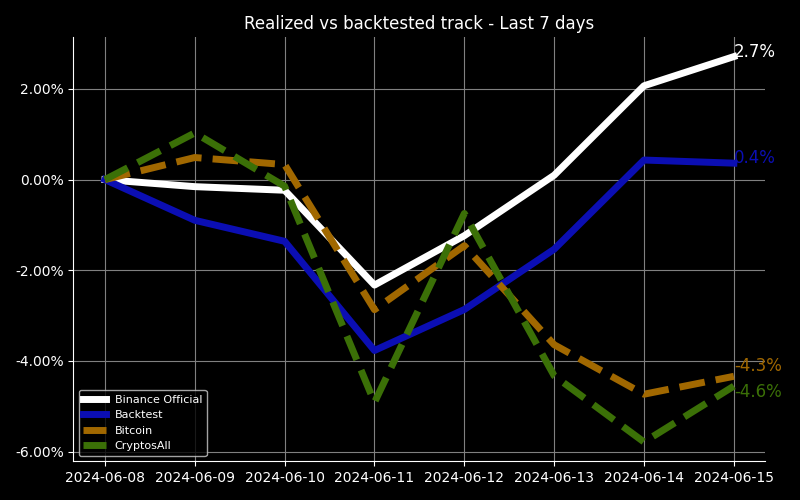 Realized vs backtested track - Last 7 days
2.7%
2.00%
0.4%
0.00%
-2.00%
-4.00%
-4.3%
-4.6%
Binance Official
Backtest
Bitcoin
CryptosAll
-6.00%
2024-06-08 2024-06-09 2024-06-10 2024-06-11 2024-06-12 2024-06-13 2024-06-14 2024-06-15